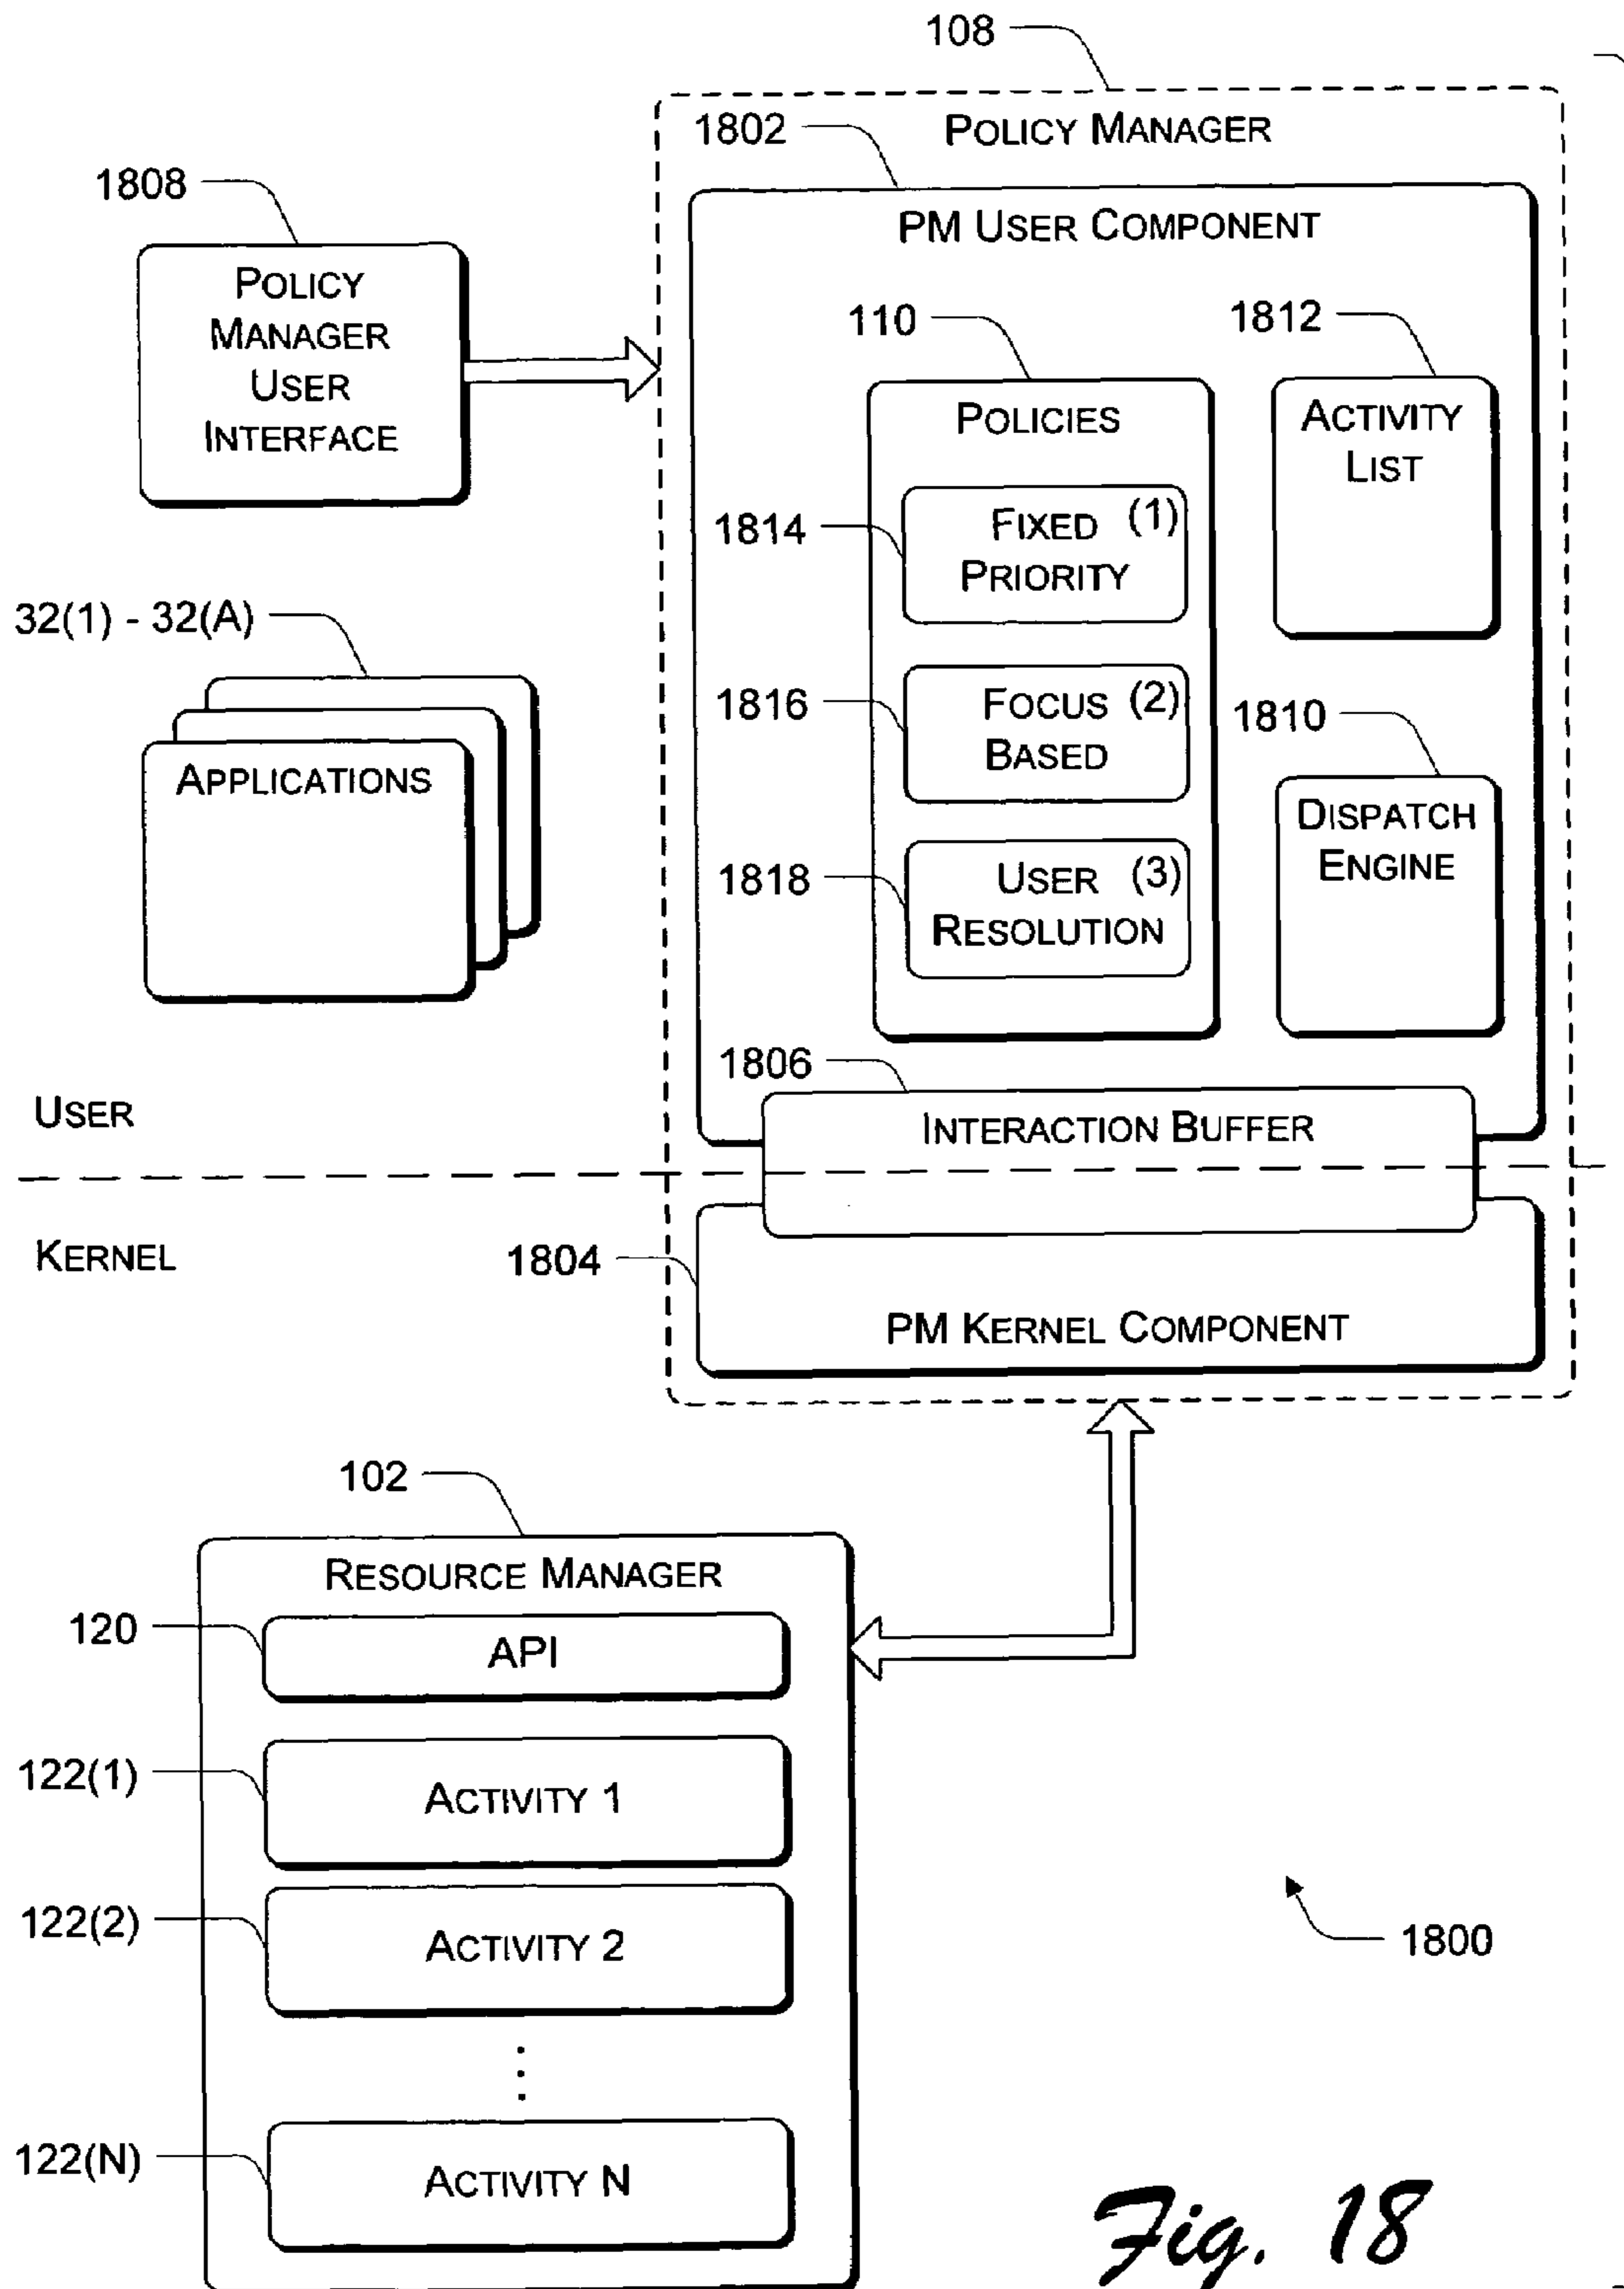 108
POLICY MANAGER
1802
PM USER COMPONENT
1808
POLICY
MANAGER
USER
INTERFACE
110
POLICIES
1812
ACTIVITY
LIST
1814
FIXED (1)
PRIORITY
32(1) - 32(A)
APPLICATIONS
1816
FOCUS (2)
BASED
1810
DISPATCH
ENGINE
1818
USER (3)
RESOLUTION
1806
INTERACTION BUFFER
USER
KERNEL
1804
PM KERNEL COMPONENT
102
RESOURCE MANAGER
120
API
122(1)
ACTIVITY 1
122(2)
ACTIVITY 2
1800
122(N)
ACTIVITY N
Fig. 18